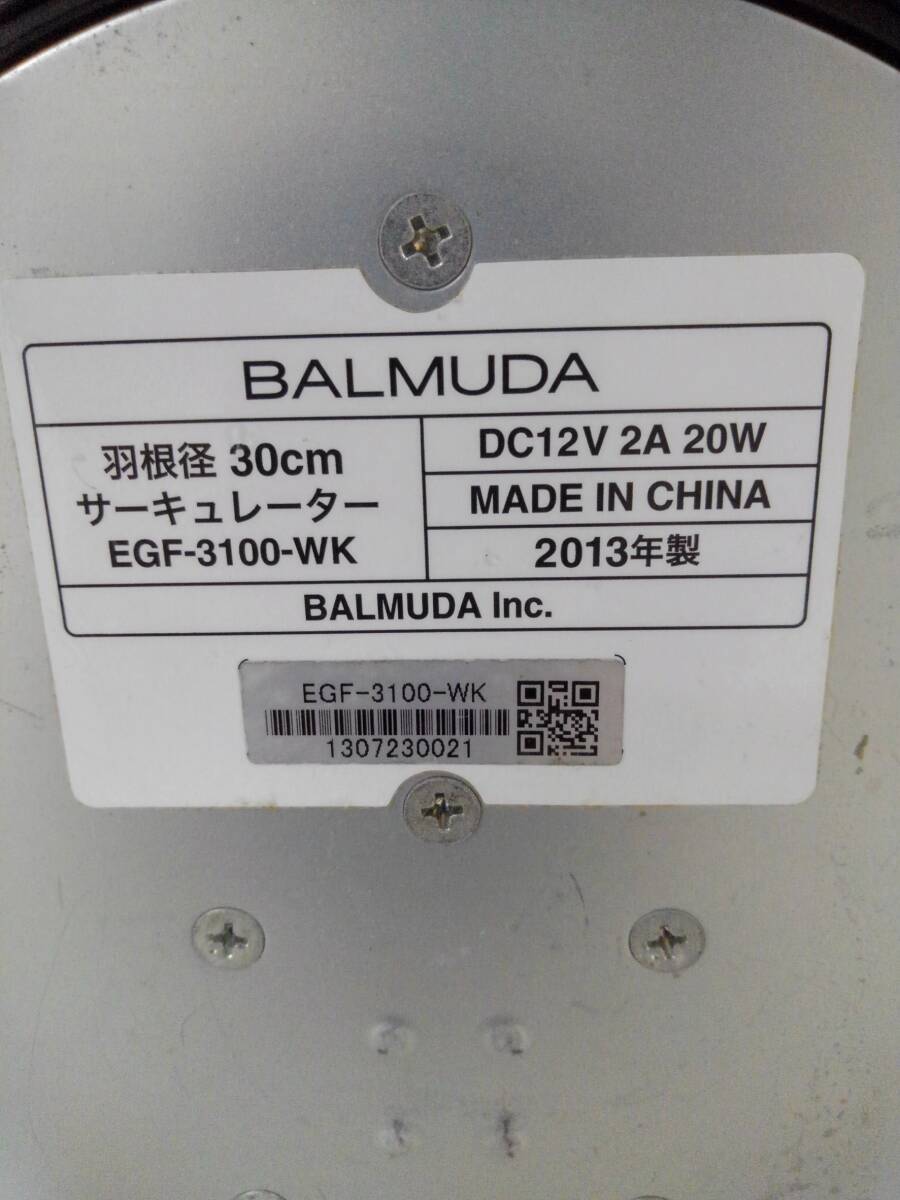 BALMUDA
羽根径 30cm
サーキュレーター
EGF-3100-WK
DC12V 2A 20W
MADE IN CHINA
2013年製
BALMUDA Inc.
EGF-3100-WK
1307230021